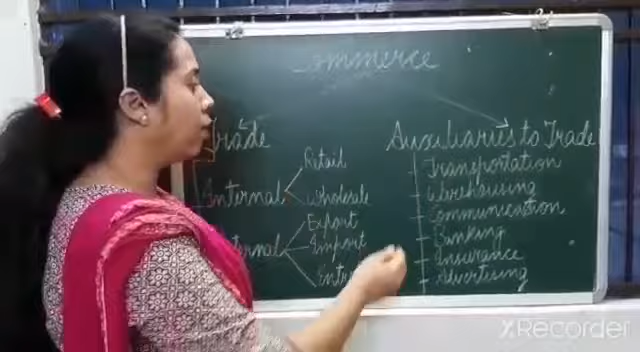 Commerce
Trade
Auxiliaries to Trade
Retail
Internal
Wholesale
Export
Import
Transportation
Warehousing
Communication
Banking
Insurance
Advertising
XRecorder